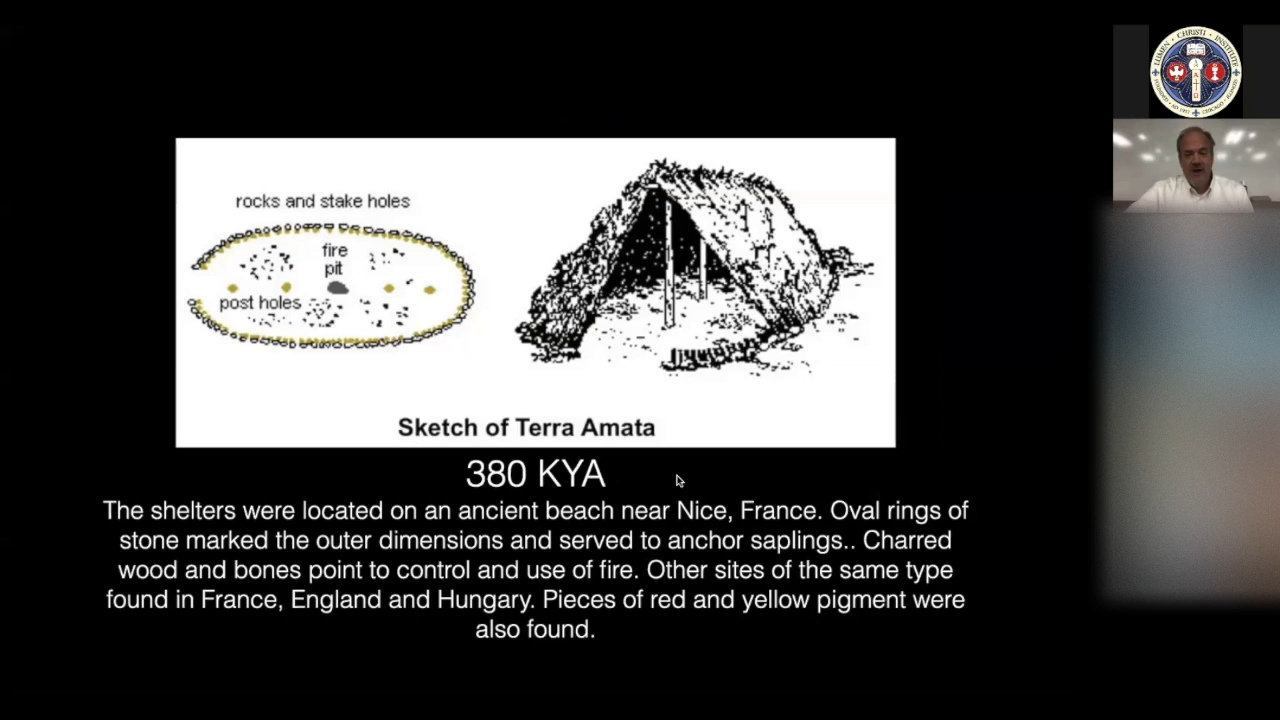 rocks and stake holes
fire
pit
post holes
Sketch of Terra Amata
380 KYA
The shelters were located on an ancient beach near Nice, France. Oval rings of
stone marked the outer dimensions and served to anchor saplings.. Charred
wood and bones point to control and use of fire. Other sites of the same type
found in France, England and Hungary. Pieces of red and yellow pigment were
also found.
LUMEN • CHRISTI • INSTITUTE